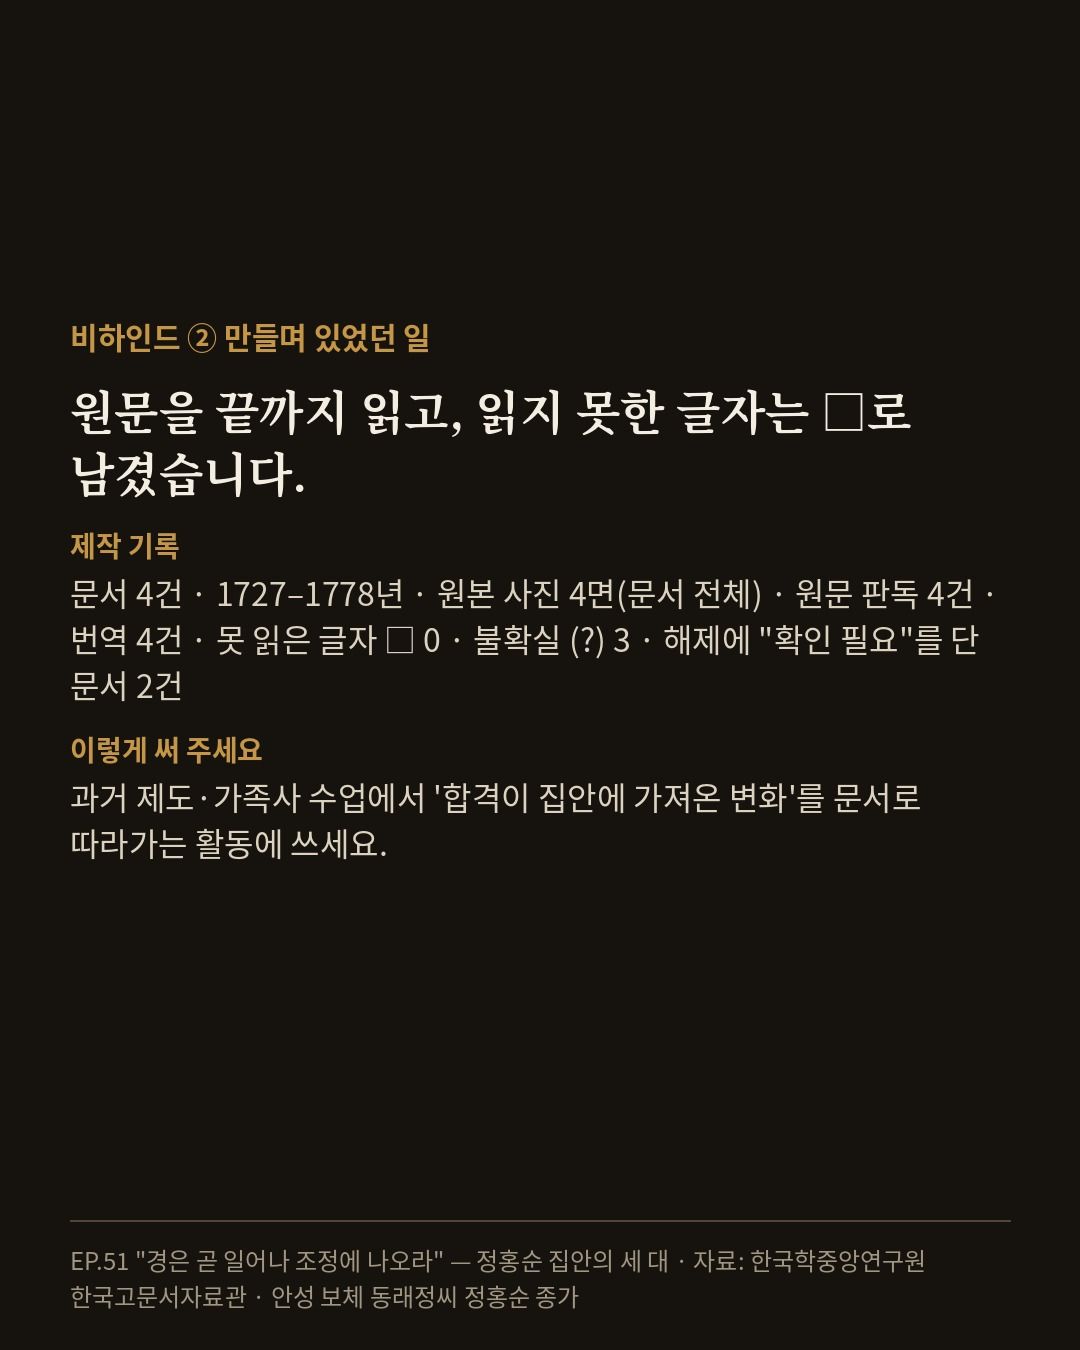 비하인드 ② 만들며 있었던 일
원문을 끝까지 읽고, 읽지 못한 글자는 □로
남겼습니다.
제작 기록
문서 4건 · 1727–1778년 · 원본 사진 4면(문서 전체) · 원문 판독 4건 ·
번역 4건 · 못 읽은 글자 □ 0 · 불확실 (?) 3 · 해제에 "확인 필요"를 단
문서 2건
이렇게 써 주세요
과거 제도·가족사 수업에서 '합격이 집안에 가져온 변화'를 문서로
따라가는 활동에 쓰세요.
EP.51 "경은 곧 일어나 조정에 나오라" — 정홍순 집안의 세 대 · 자료: 한국학중앙연구원
한국고문서자료관 · 안성 보체 동래정씨 정홍순 종가